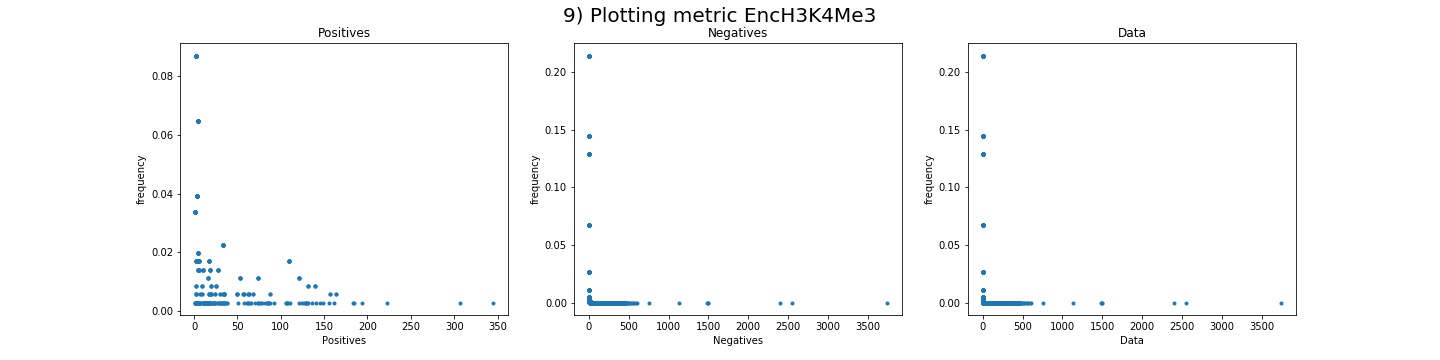 9) Plotting metric EncH3K4Me3
Positives
Negatives
Data
0.08
0.06
0.04
0.02
0.00
frequency
0 50 100 150 200 250 300 350
Positives
0.20
0.15
0.10
0.05
0.00
frequency
0 500 1000 1500 2000 2500 3000 3500
Negatives
0.20
0.15
0.10
0.05
0.00
frequency
0 500 1000 1500 2000 2500 3000 3500
Data